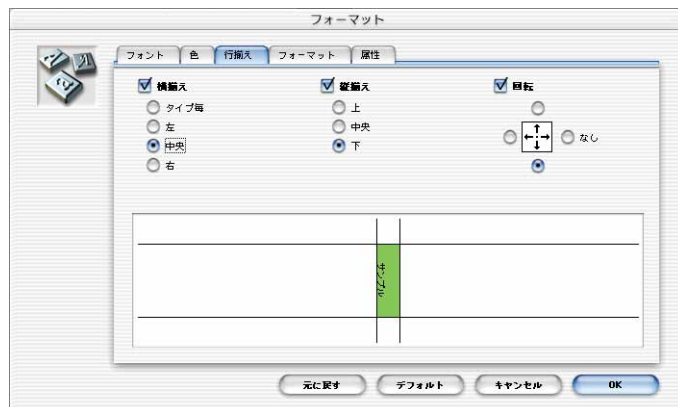 フォーマット
フォント 色 行揃え フォーマット 属性
横揃え 縦揃え 回転
タイプ毎 上
左 中央
中央 下 なし
右
サンプル
元に戻す デフォルト キャンセル OK